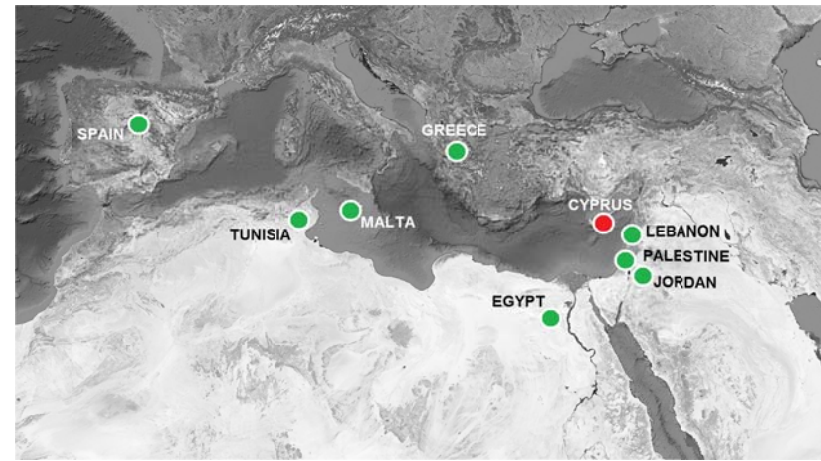 SPAIN
GREECE
CYPRUS
MALTA
TUNISIA
LEBANON
PALESTINE
JORDAN
EGYPT